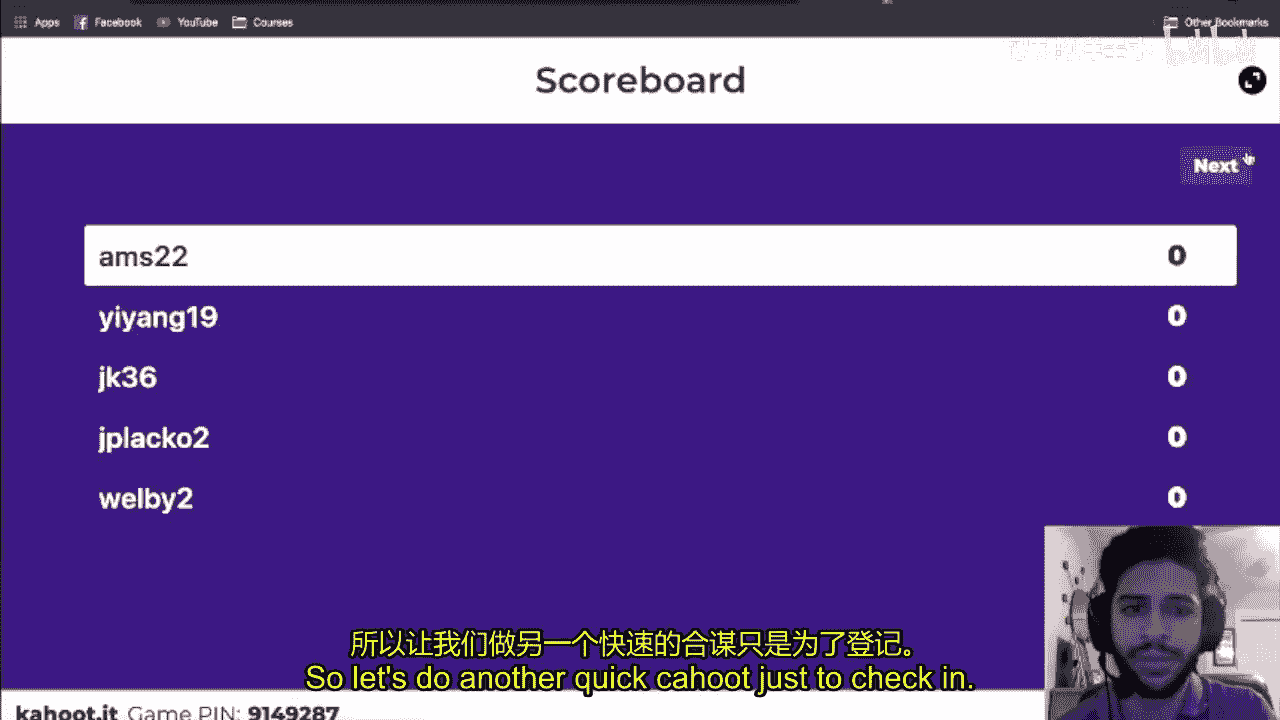 Apps Facebook YouTube Courses Other Bookmarks
Scoreboard
Next
ams22 0
yiyang19 0
jk36 0
jplacko2 0
welby2 0
所以让我们做另一个快速的合谋只是为了登记。
So let's do another quick cahoot just to check in.
kahoot.it Game PIN: 9149287